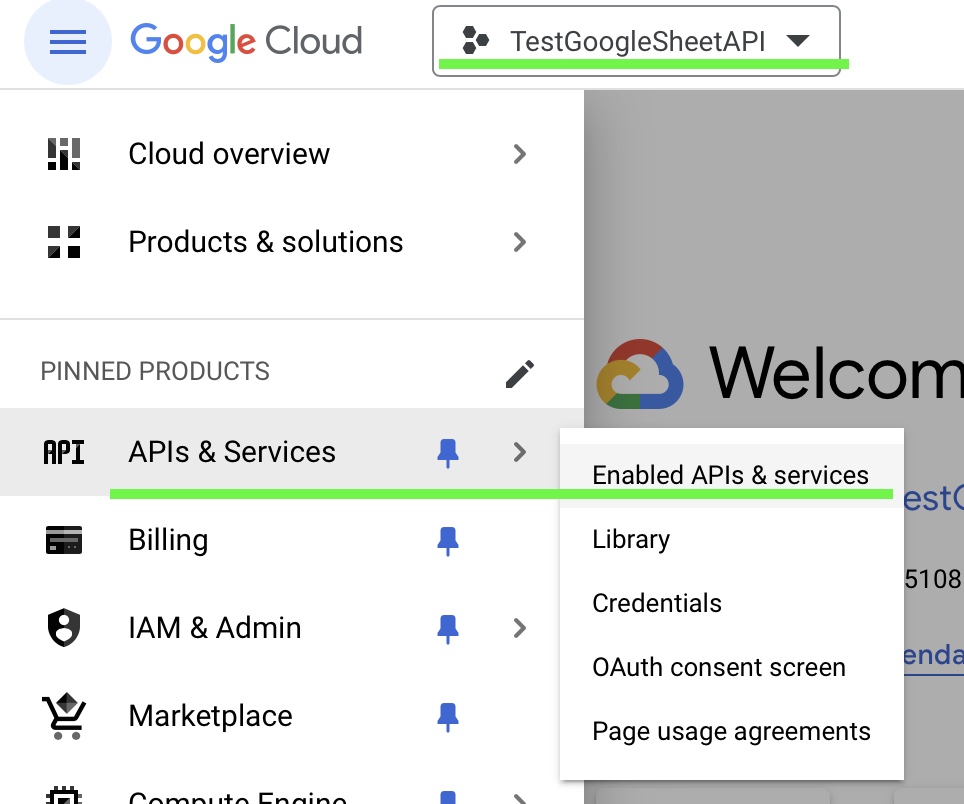 Google Cloud
TestGoogleSheetAPI
Cloud overview
Products & solutions
PINNED PRODUCTS
API APIs & Services
Billing
IAM & Admin
Marketplace
Compute Engine
Welcom
Enabled APIs & services
Library
Credentials
OAuth consent screen
Page usage agreements
estG
5108
enda